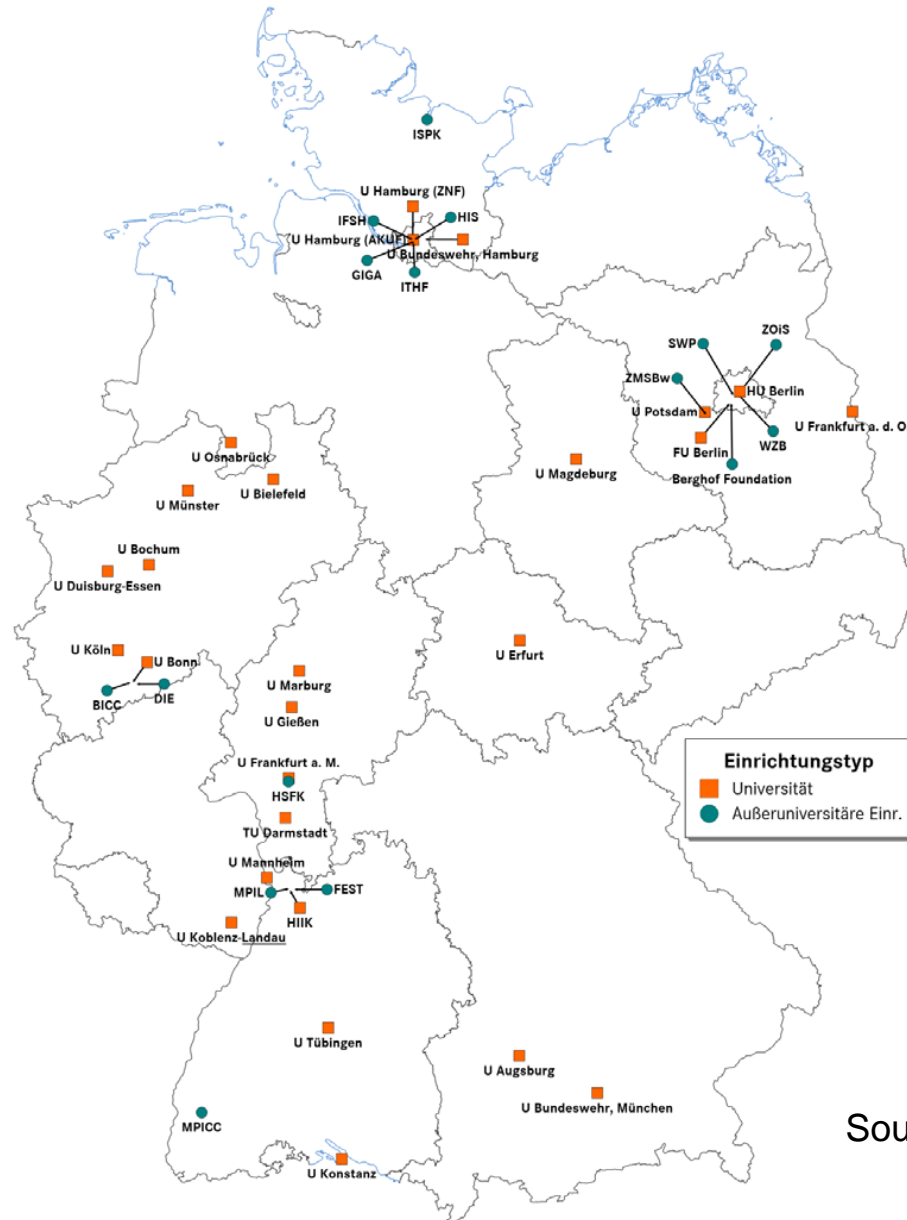 ISPK
U Hamburg (ZNF)
IFSH
HIS
U Hamburg (AKUF)
U Bundeswehr, Hamburg
GIGA
ITHF
ZOiS
SWP
ZMSBw
HU Berlin
U Potsdam
U Frankfurt a. d. O
WZB
FU Berlin
Berghof Foundation
U Osnabrück
U Magdeburg
U Bielefeld
U Münster
U Bochum
U Duisburg-Essen
U Köln
U Bonn
U Erfurt
DIE
BICC
U Marburg
U Gießen
U Frankfurt a. M.
HSFK
TU Darmstadt
Einrichtungstyp
Universität
Außeruniversitäre Einr.
U Mannheim
MPIL
FEST
HIIK
U Koblenz-Landau
U Tübingen
U Augsburg
U Bundeswehr, München
MPICC
Sou
U Konstanz